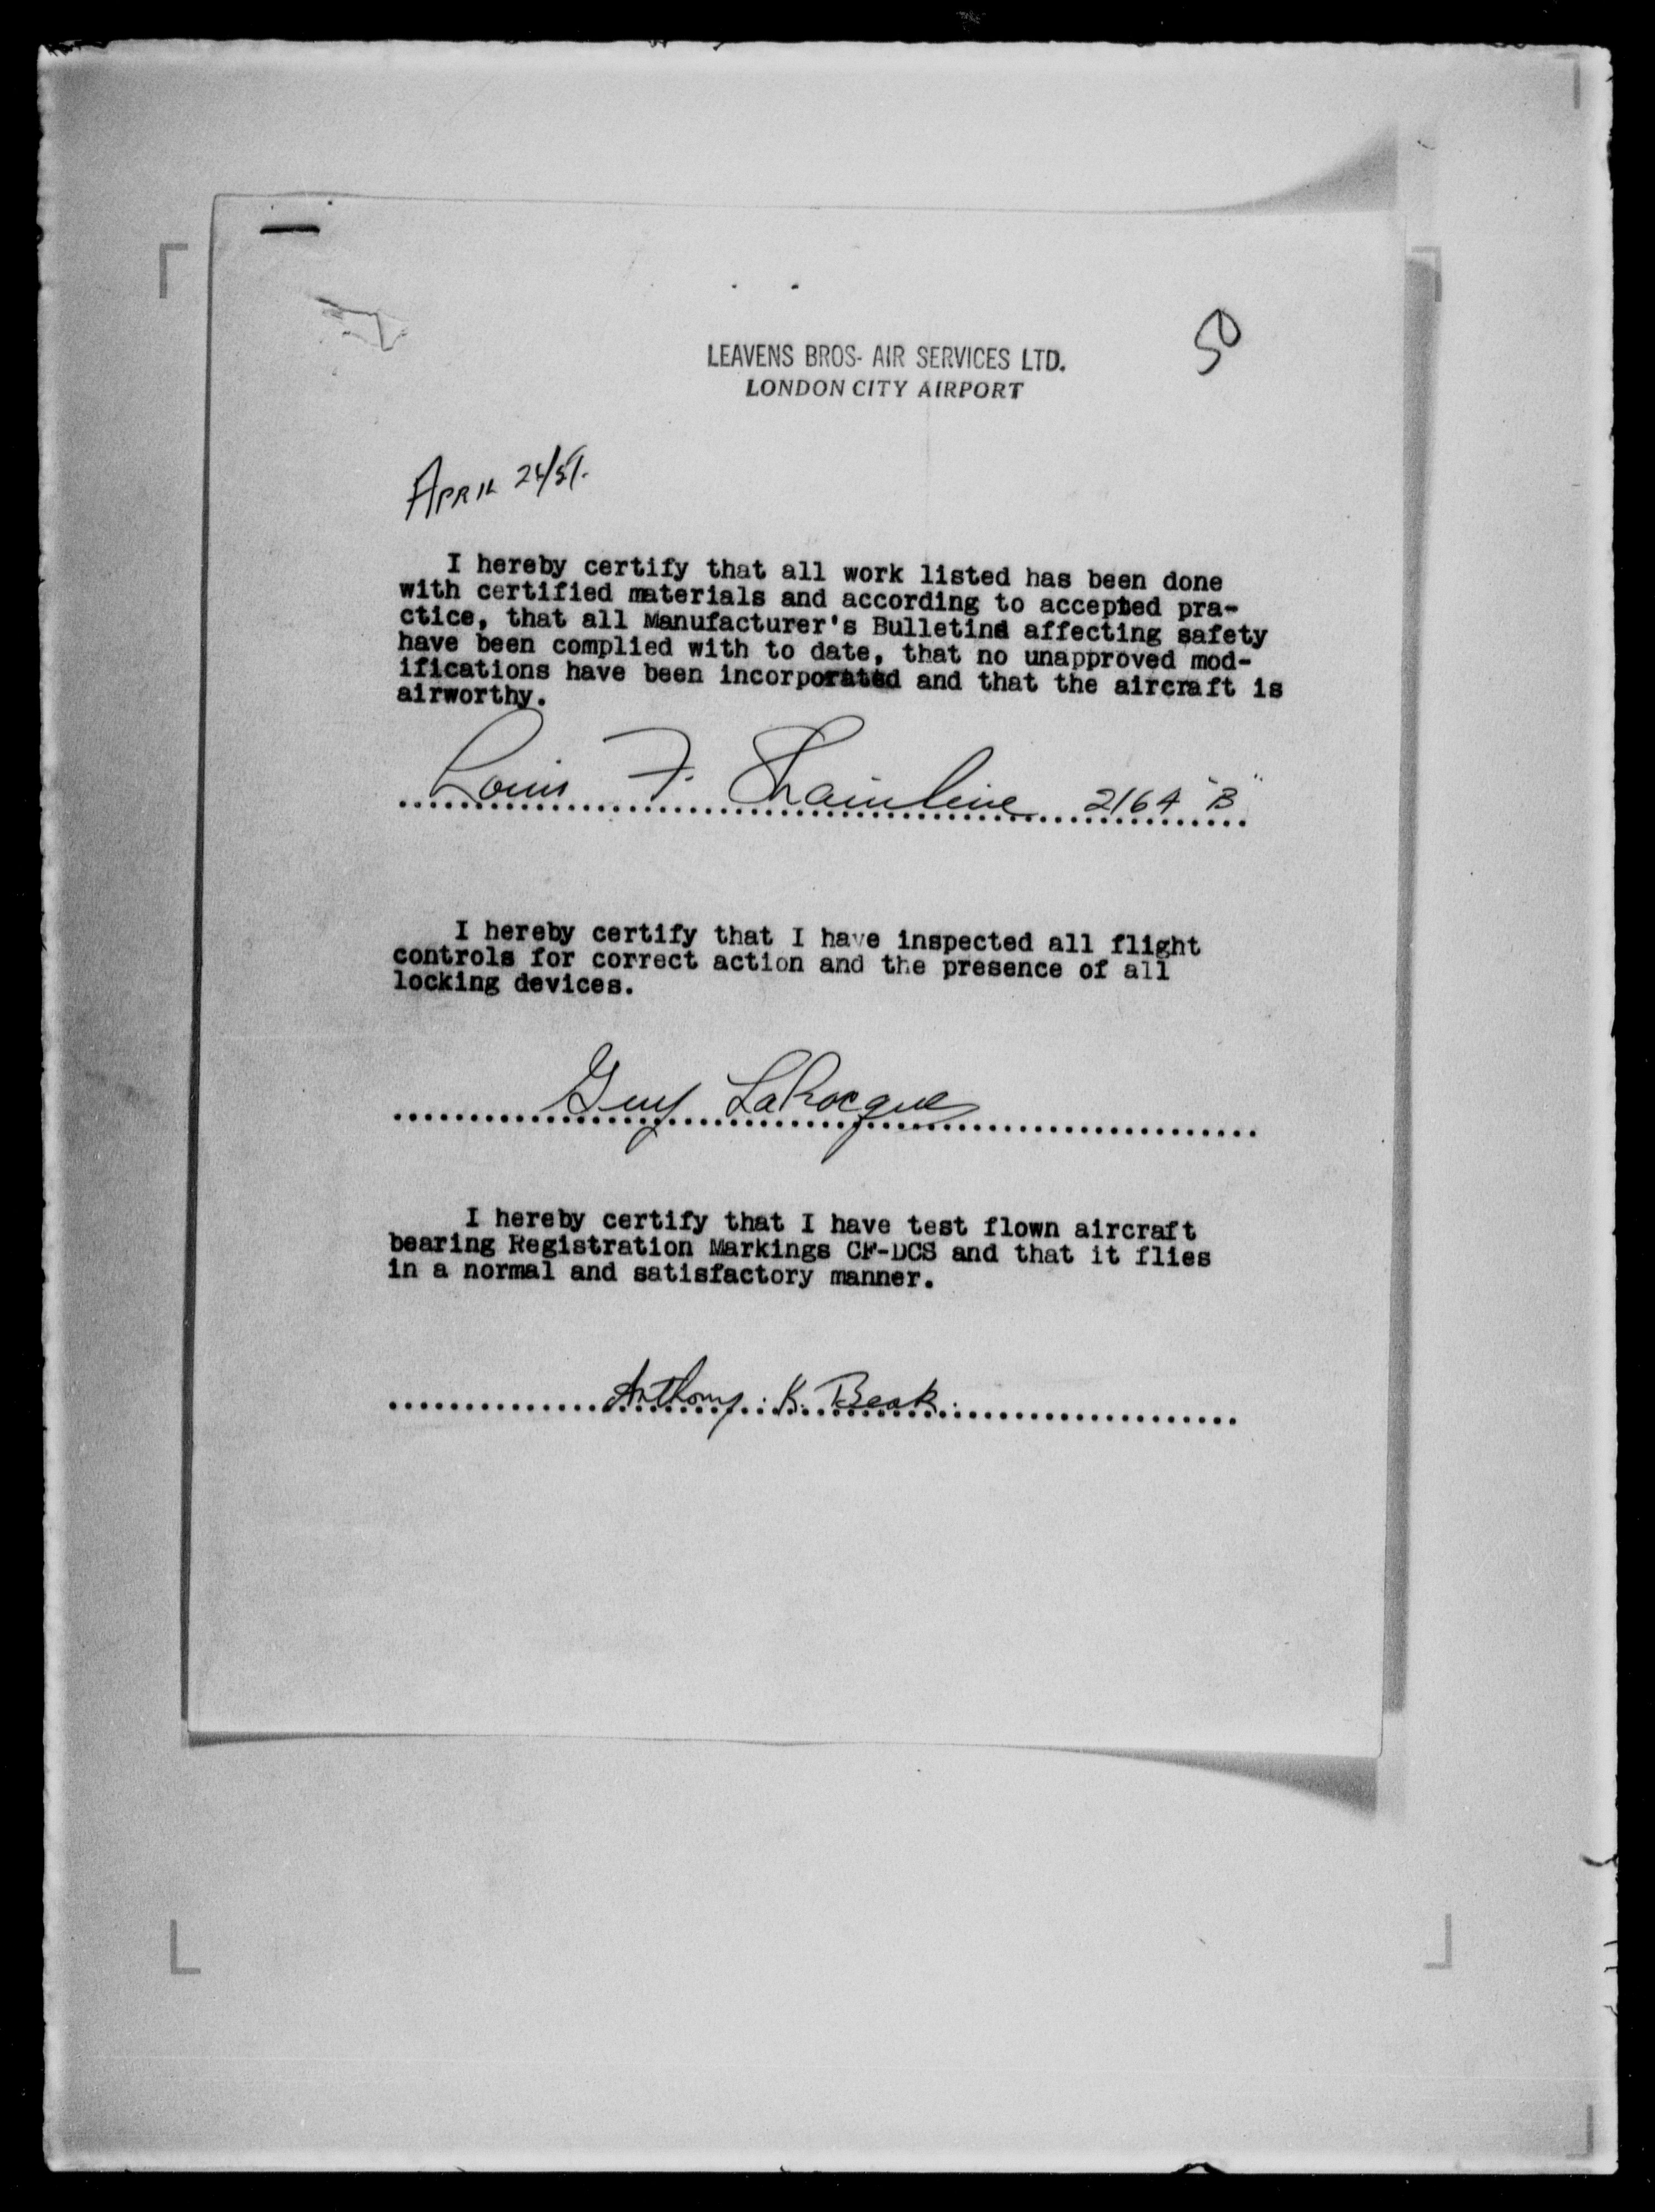 LEAVENS BROS- AIR SERVICES LTD.
50
LONDON CITY AIRPORT
APRIL
I hereby certify that all work listed has been done
with certified materials and according to accepted pra-
ctice, that all Manufacturer's Bulletins affecting safety
have been complied with to date, that no unapproved mod-
ifications have been incorporated and that the aircraft is
airworthy.
Louis F. Shainline 2164 "B"
I hereby certify that I have inspected all flight
controls for correct action and the presence of all
locking devices.
Guy LaRocque
I hereby certify that I have test flown aircraft
bearing Registration Markings CF-DCS and that it flies
in a normal and satisfactory manner.
Anthony K. Beak.